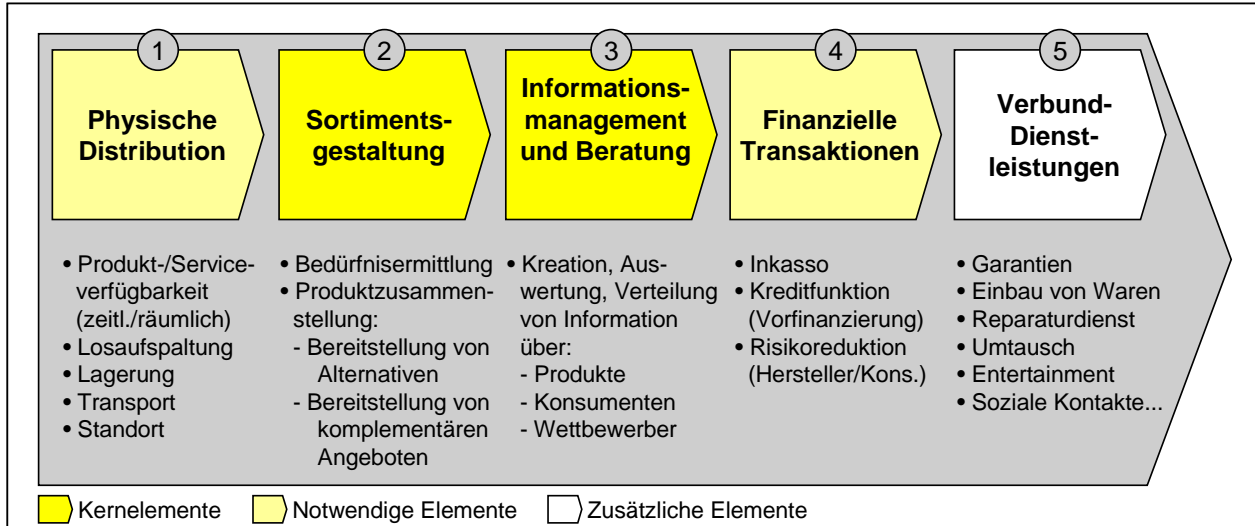 1
Physische
Distribution
• Produkt-/Service-
verfügbarkeit
(zeitl./räumlich)
• Losaufspaltung
• Lagerung
• Transport
• Standort
2
Sortiments-
gestaltung
• Bedürfnisermittlung
• Produktzusammen-
stellung:
- Bereitstellung von
Alternativen
- Bereitstellung von
komplementären
Angeboten
3
Informations-
management
und Beratung
• Kreation, Aus-
wertung, Verteilung
von Information
über:
- Produkte
- Konsumenten
- Wettbewerber
4
Finanzielle
Transaktionen
• Inkasso
• Kreditfunktion
(Vorfinanzierung)
• Risikoreduktion
(Hersteller/Kons.)
5
Verbund-
Dienst-
leistungen
• Garantien
• Einbau von Waren
• Reparaturdienst
• Umtausch
• Entertainment
• Soziale Kontakte...
Kernelemente
Notwendige Elemente
Zusätzliche Elemente